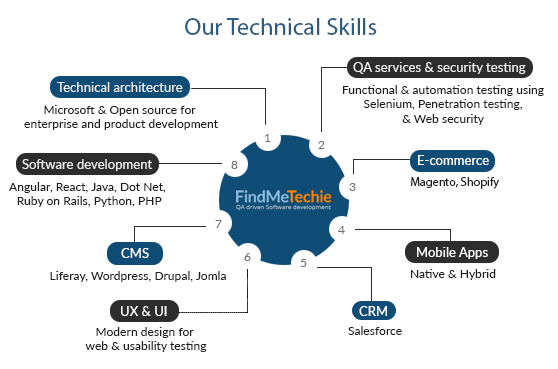 Our Technical Skills
Technical architecture
Microsoft & Open source for
enterprise and product development
1
QA services & security testing
Functional & automation testing using
Selenium, Penetration testing,
& Web security
2
E-commerce
Magento, Shopify
3
Mobile Apps
Native & Hybrid
4
CRM
Salesforce
5
UX & UI
Modern design for
web & usability testing
6
CMS
Liferay, Wordpress, Drupal, Jomla
7
Software development
Angular, React, Java, Dot Net,
Ruby on Rails, Python, PHP
8
FindMeTechie
QA driven Software development